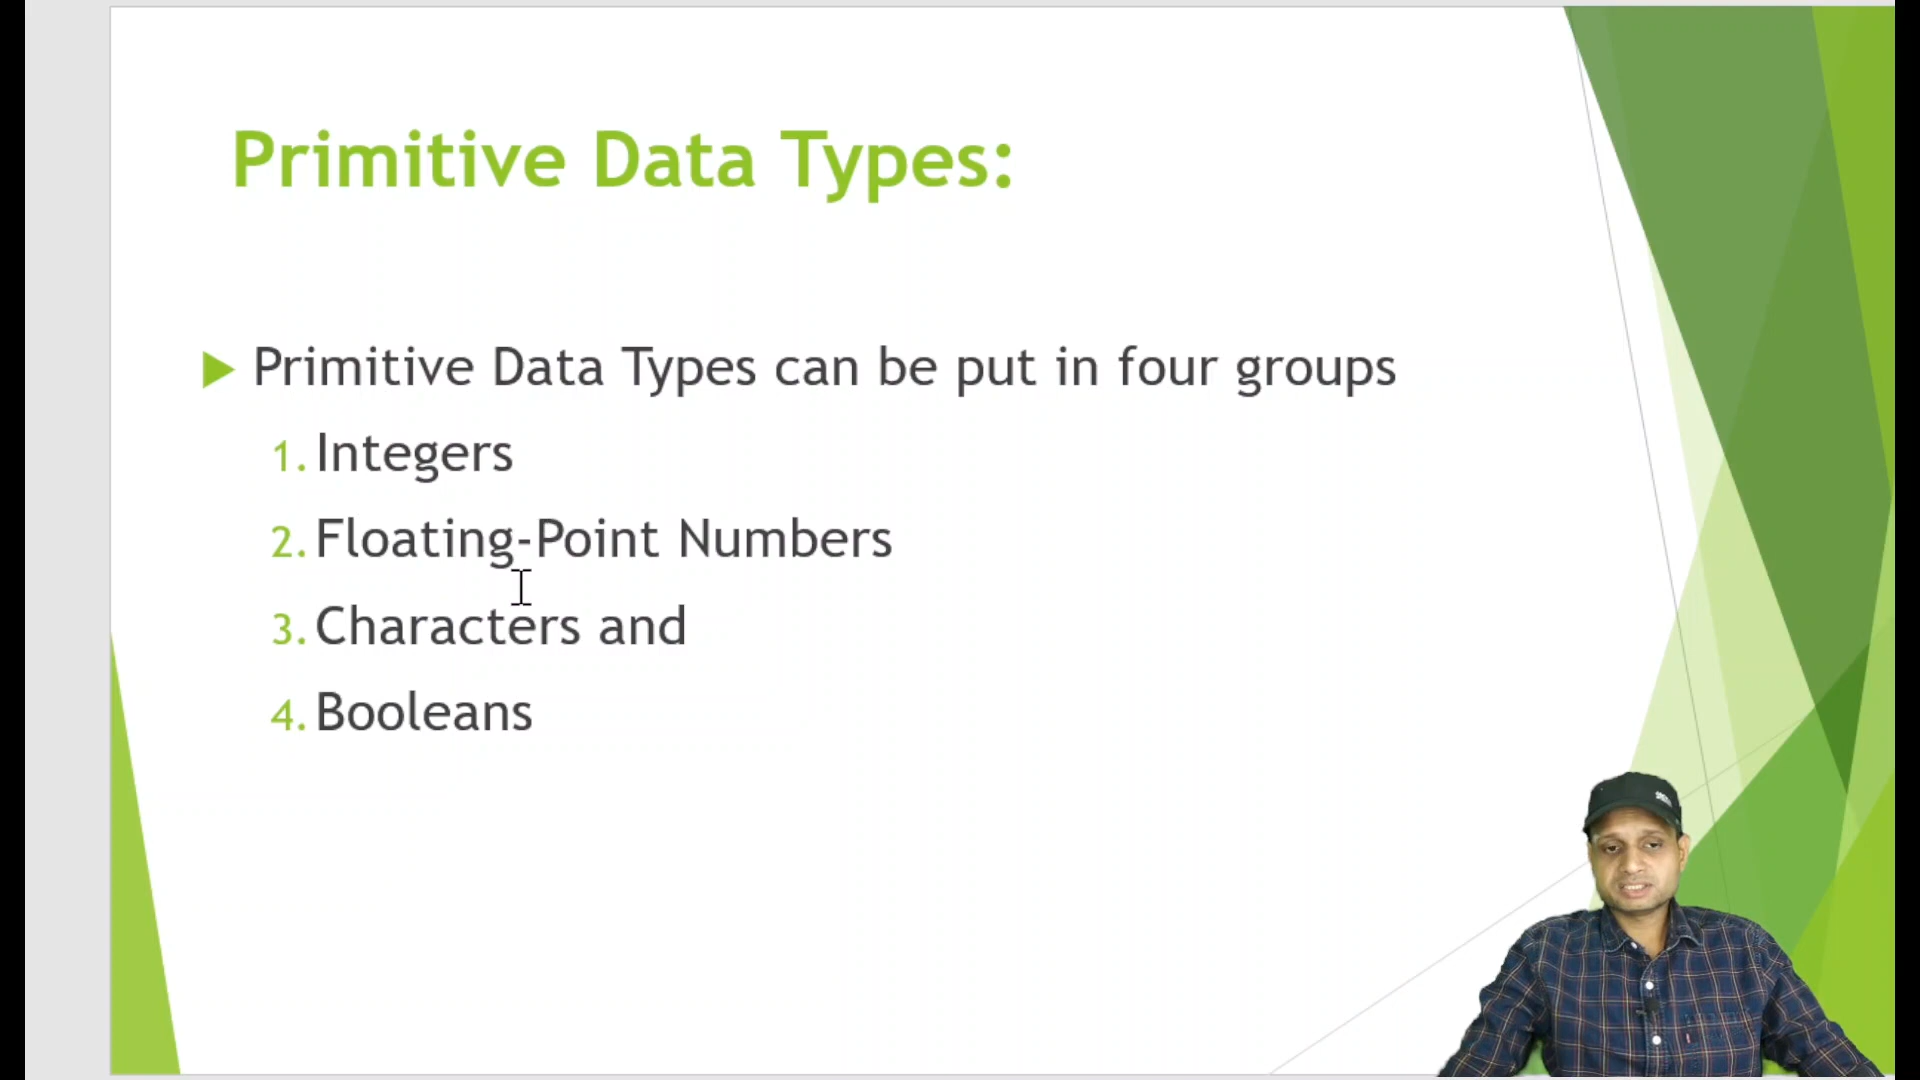 Primitive Data Types:
▶ Primitive Data Types can be put in four groups
1. Integers
2. Floating-Point Numbers
3. Characters and
4. Booleans